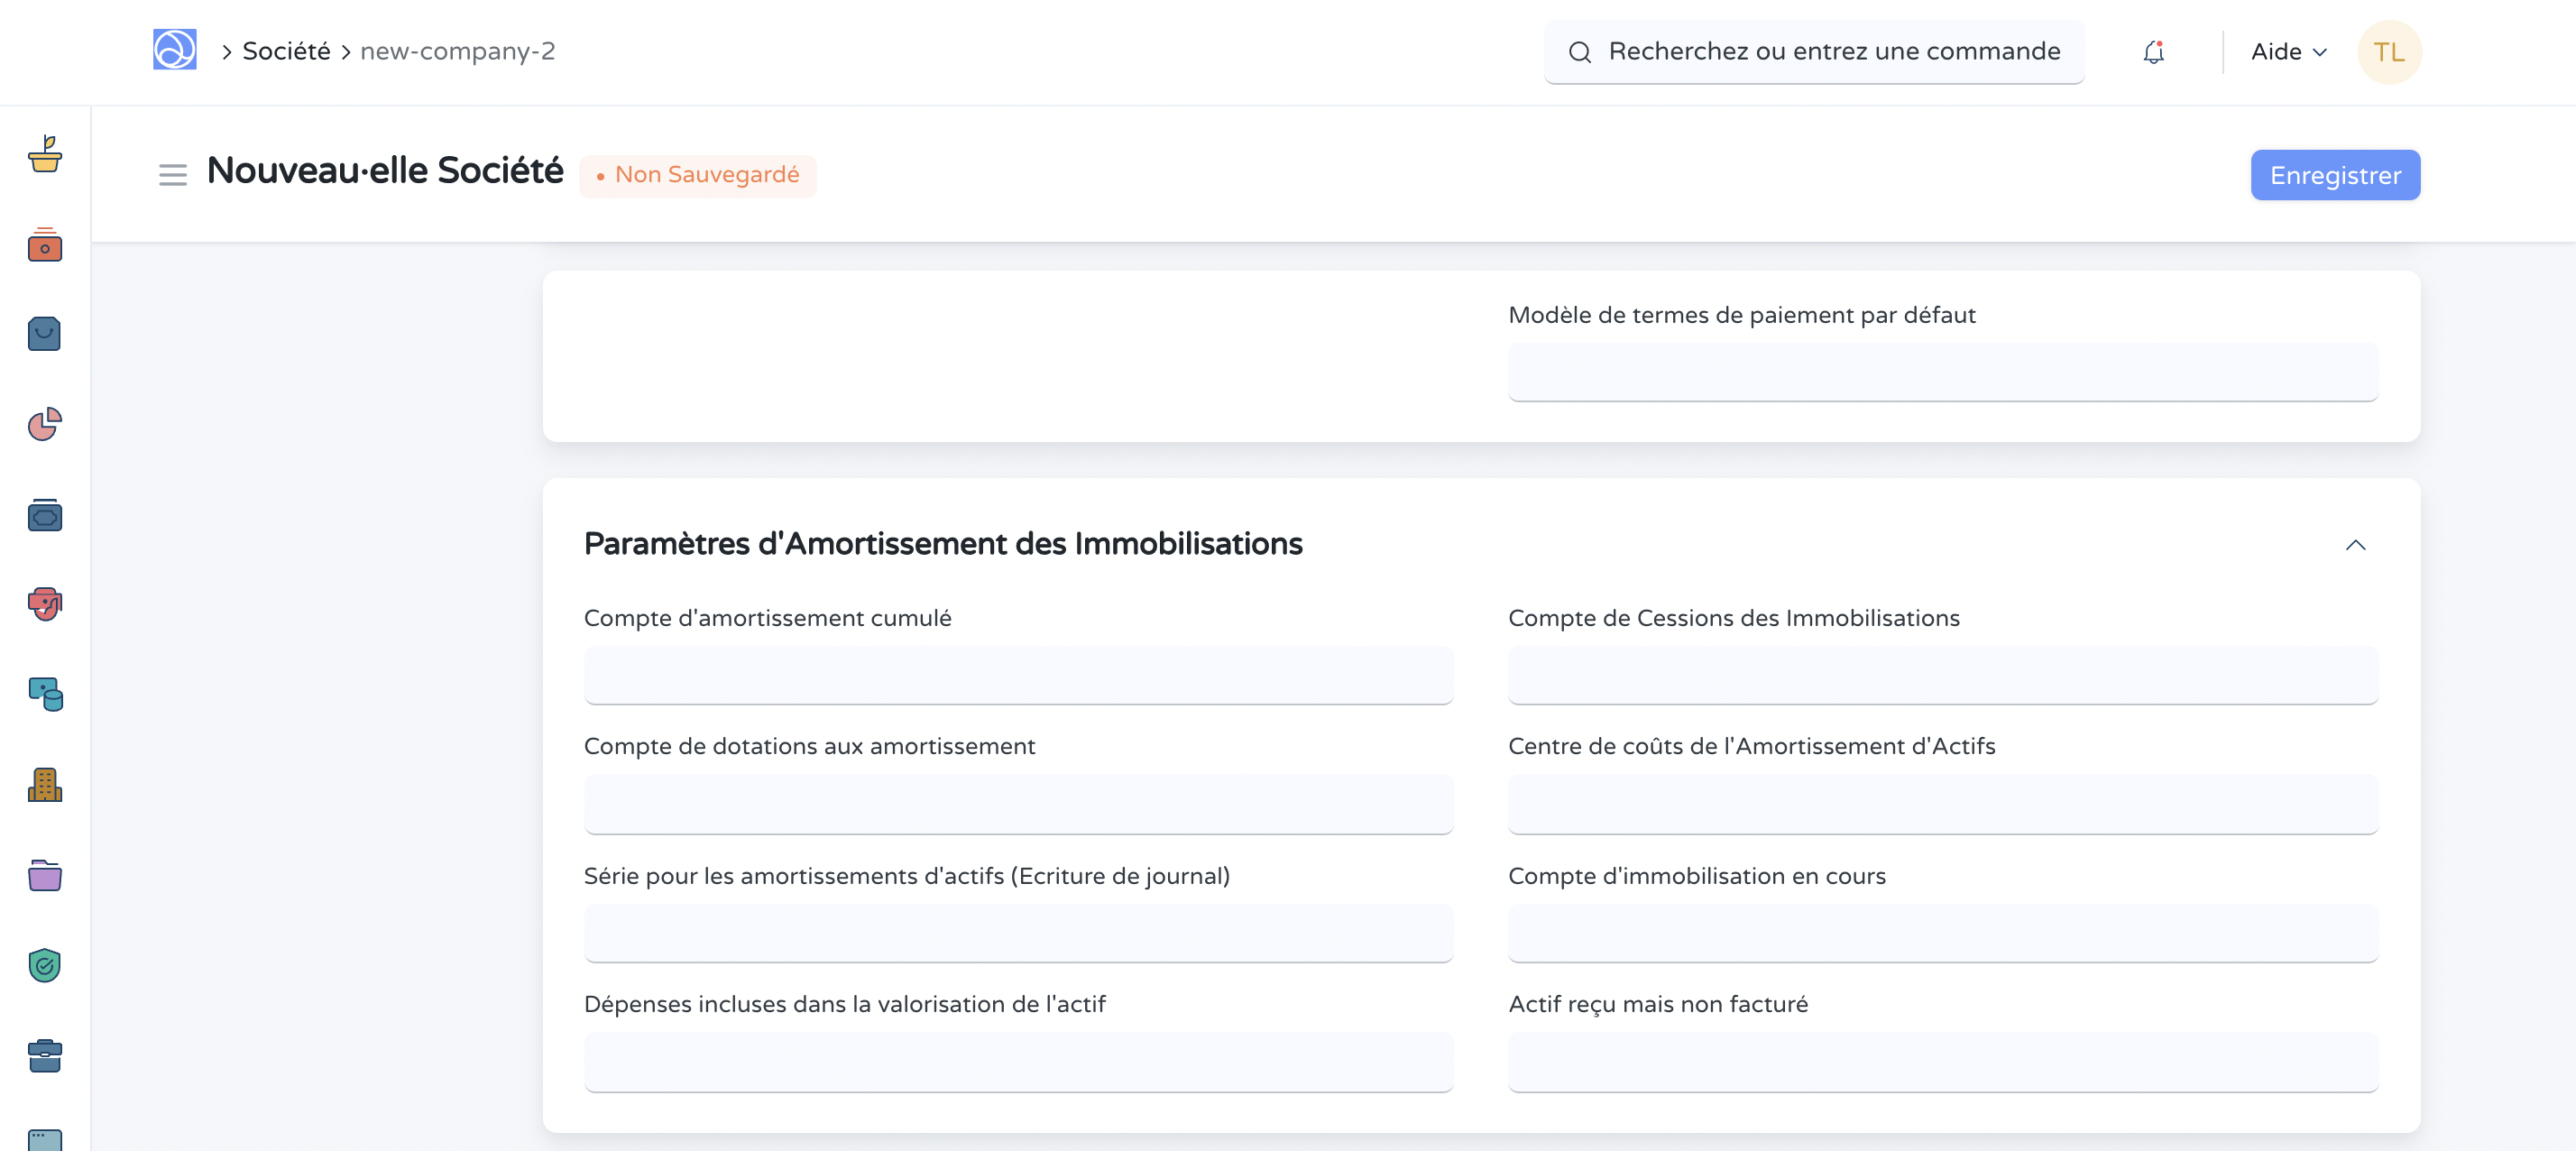 Société new-company-2
Recherchez ou entrez une commande
Aide
TL
Nouveau·elle Société
Non Sauvegardé
Enregistrer
Modèle de termes de paiement par défaut
Paramètres d'Amortissement des Immobilisations
Compte d'amortissement cumulé
Compte de Cessions des Immobilisations
Compte de dotations aux amortissement
Centre de coûts de l'Amortissement d'Actifs
Série pour les amortissements d'actifs (Ecriture de journal)
Compte d'immobilisation en cours
Dépenses incluses dans la valorisation de l'actif
Actif reçu mais non facturé